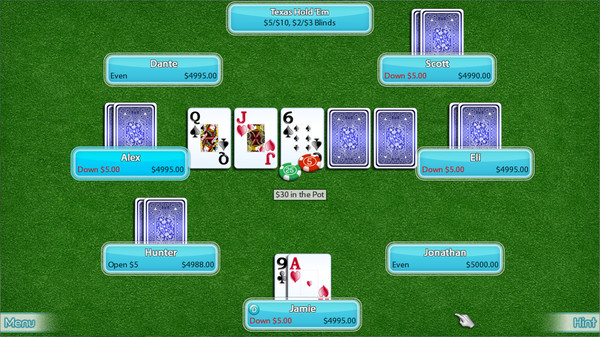 Texas Hold 'Em
$5/$10, $2/$3 Blinds
Dante
Even $4995.00
Scott
Down $5.00 $4990.00
Q
Q
J
J
6
Alex
Down $5.00 $4995.00
Eli
Down $5.00 $4995.00
$30 in the Pot
Hunter
Open $5 $4988.00
9
A
Jonathan
Even $5000.00
Jamie
Down $5.00 $4995.00
Menu
Hint